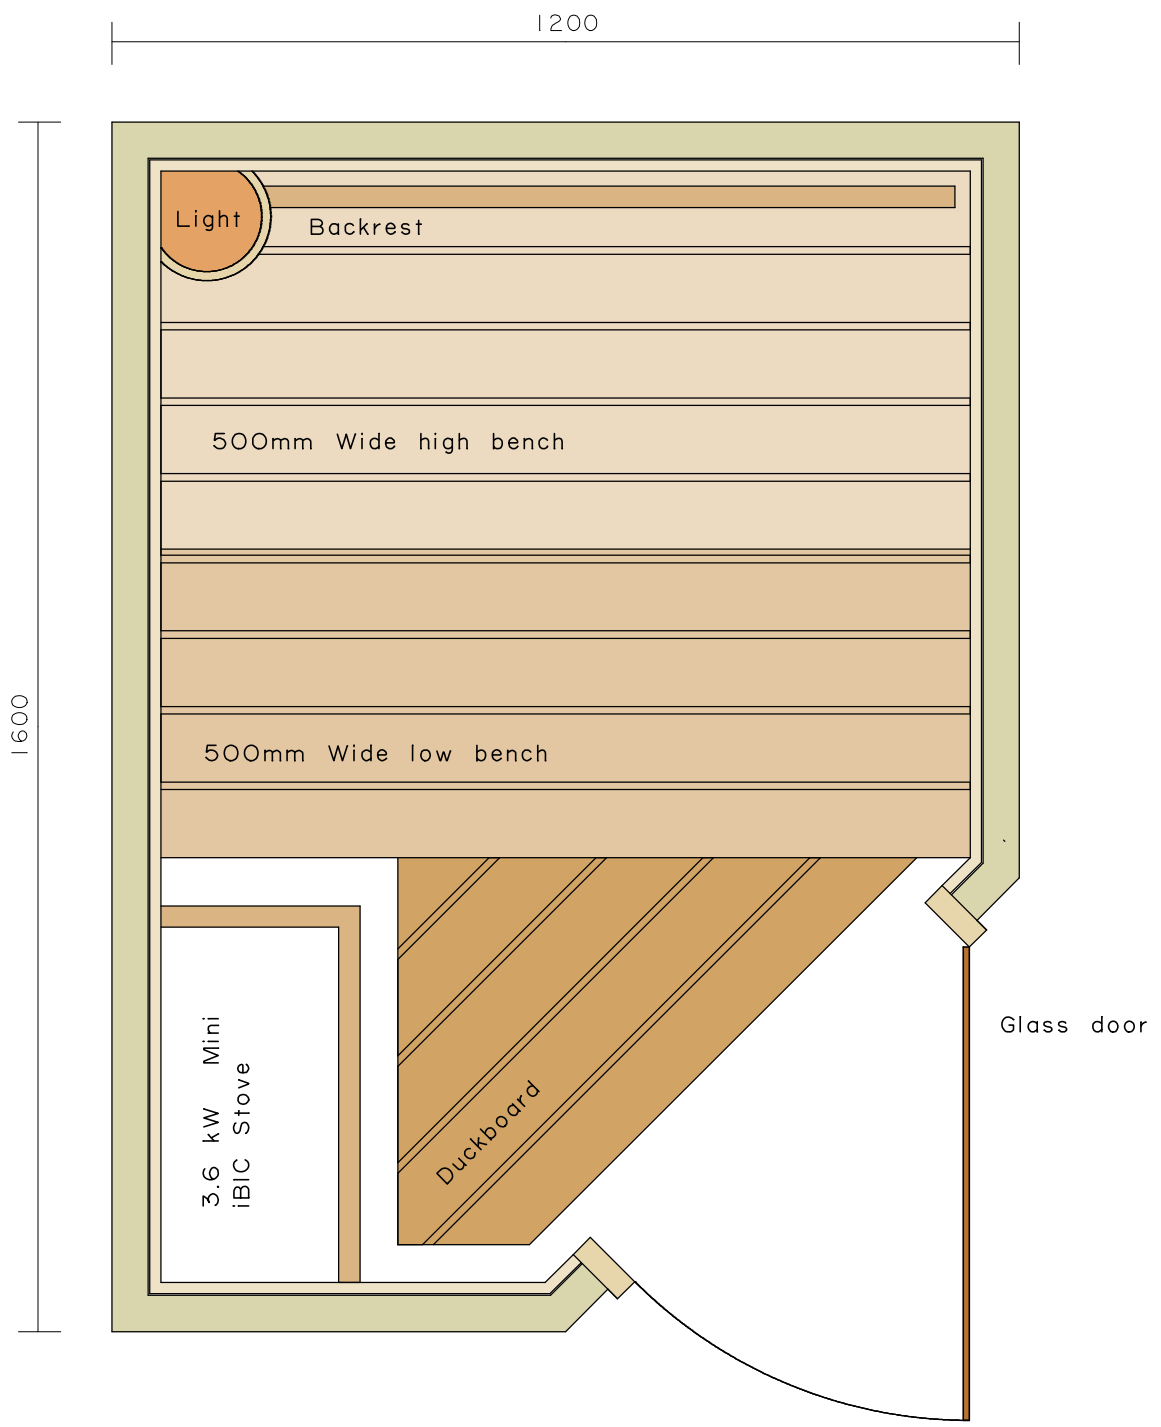 1200
Light
Backrest
500mm Wide high bench
1600
500mm Wide low bench
Glass door
3.6 kW Mini
iBIC Stove
Duckboard